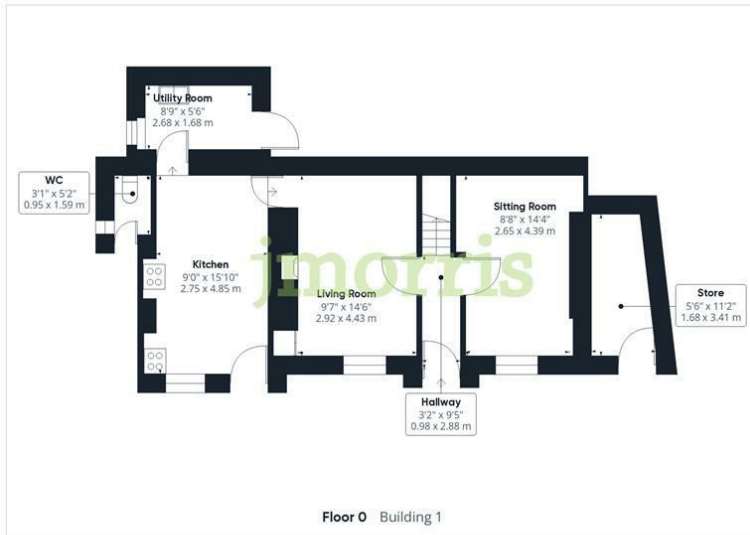 Utility Room
8'9" x 5'6"
2.68 x 1.68 m
WC
3'1" x 5'2"
0.95 x 1.59 m
Kitchen
9'0" x 15'10"
2.75 x 4.85 m
Living Room
9'7" x 14'6"
2.92 x 4.43 m
Sitting Room
8'8" x 14'4"
2.65 x 4.39 m
Store
5'6" x 11'2"
1.68 x 3.41 m
Hallway
3'2" x 9'5"
0.98 x 2.88 m
jmorris
Floor 0 Building 1